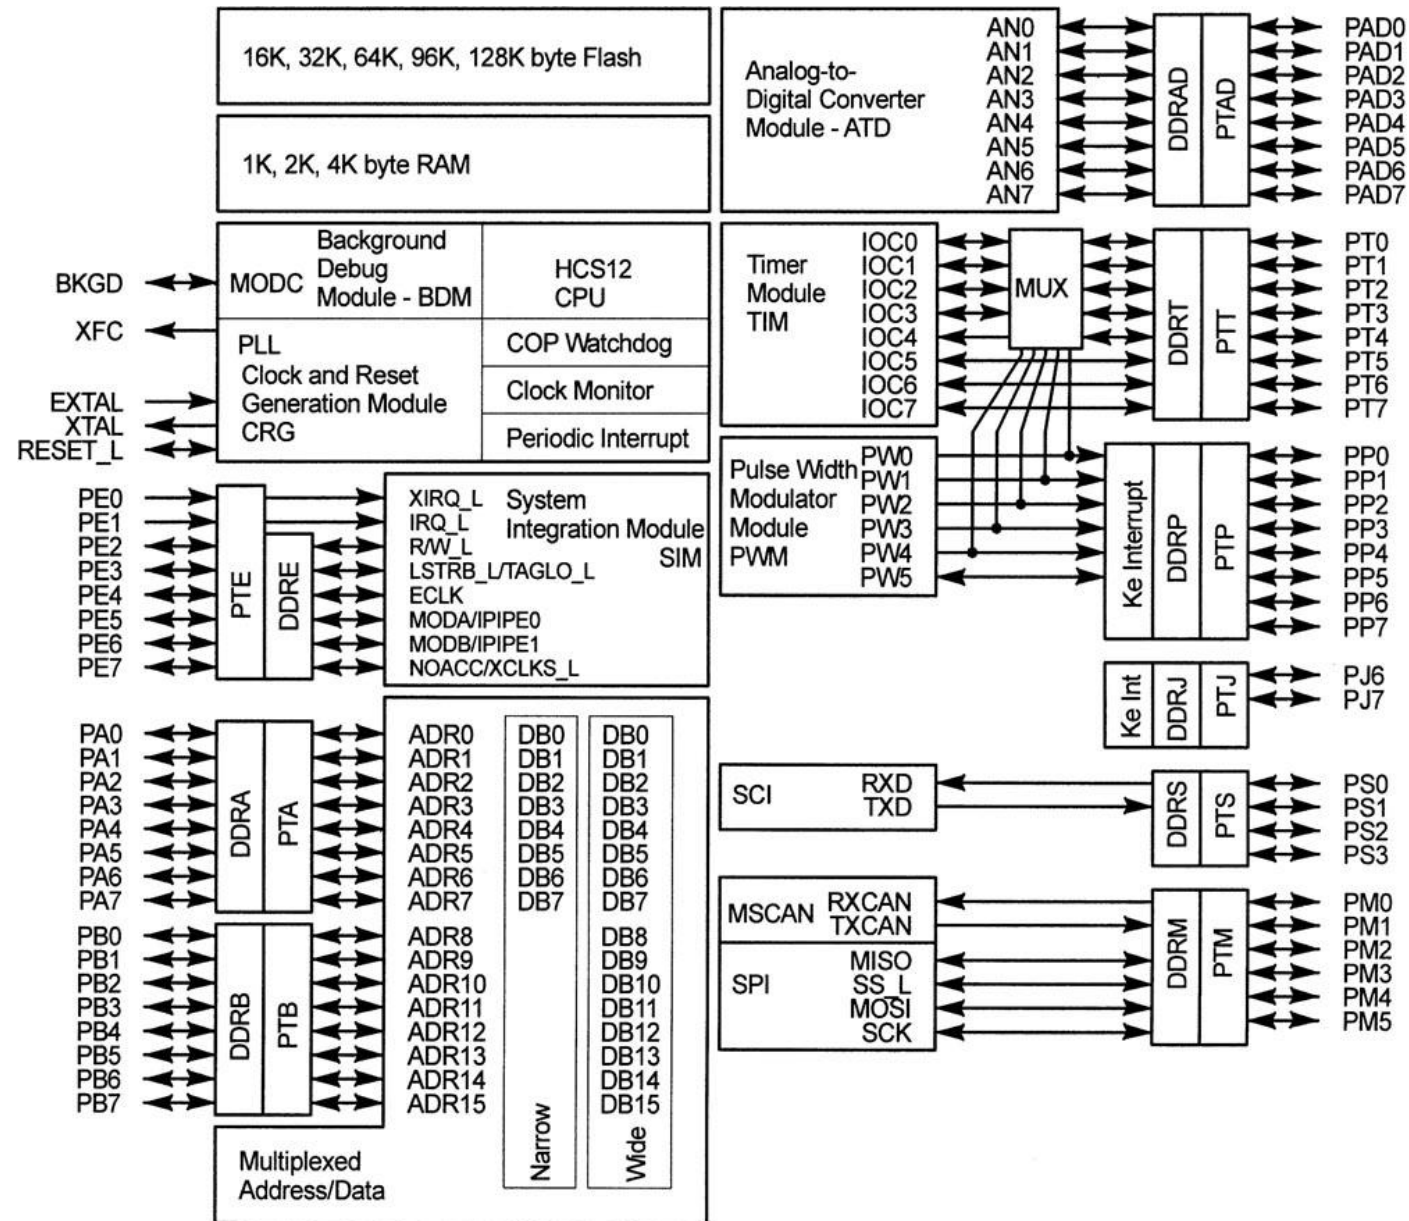 16K, 32K, 64K, 96K, 128K byte Flash
1K, 2K, 4K byte RAM
BKGD
XFC
EXTAL
XTAL
RESET_L
MODC
Background
Debug
Module - BDM
HCS12
CPU
PLL
Clock and Reset
Generation Module
CRG
COP Watchdog
Clock Monitor
Periodic Interrupt
PE0
PE1
PE2
PE3
PE4
PE5
PE6
PE7
PTE
DDRE
XIRQ_L
IRQ_L
R/W_L
LSTRB_L/TAGLO_L
ECLK
MODA/IPIPE0
MODB/IPIPE1
NOACC/XCLKS_L
System
Integration Module
SIM
PA0
PA1
PA2
PA3
PA4
PA5
PA6
PA7
DDRA
PTA
ADR0
ADR1
ADR2
ADR3
ADR4
ADR5
ADR6
ADR7
DB0
DB1
DB2
DB3
DB4
DB5
DB6
DB7
DB0
DB1
DB2
DB3
DB4
DB5
DB6
DB7
PB0
PB1
PB2
PB3
PB4
PB5
PB6
PB7
DDRB
PTB
ADR8
ADR9
ADR10
ADR11
ADR12
ADR13
ADR14
ADR15
DB8
DB9
DB10
DB11
DB12
DB13
DB14
DB15
Narrow
Wide
Multiplexed
Address/Data
Analog-to-
Digital Converter
Module - ATD
AN0
AN1
AN2
AN3
AN4
AN5
AN6
AN7
DDRAD
PTAD
PAD0
PAD1
PAD2
PAD3
PAD4
PAD5
PAD6
PAD7
Timer
Module
TIM
IOC0
IOC1
IOC2
IOC3
IOC4
IOC5
IOC6
IOC7
MUX
DDRT
PTT
PT0
PT1
PT2
PT3
PT4
PT5
PT6
PT7
Pulse Width
Modulator
Module
PWM
PW0
PW1
PW2
PW3
PW4
PW5
Ke Interrupt
DDRP
PTP
PP0
PP1
PP2
PP3
PP4
PP5
PP6
PP7
Ke Int
DDRJ
PTJ
PJ6
PJ7
SCI
RXD
TXD
DDRS
PTS
PS0
PS1
PS2
PS3
MSCAN
RXCAN
TXCAN
SPI
MISO
SS_L
MOSI
SCK
DDRM
PTM
PM0
PM1
PM2
PM3
PM4
PM5